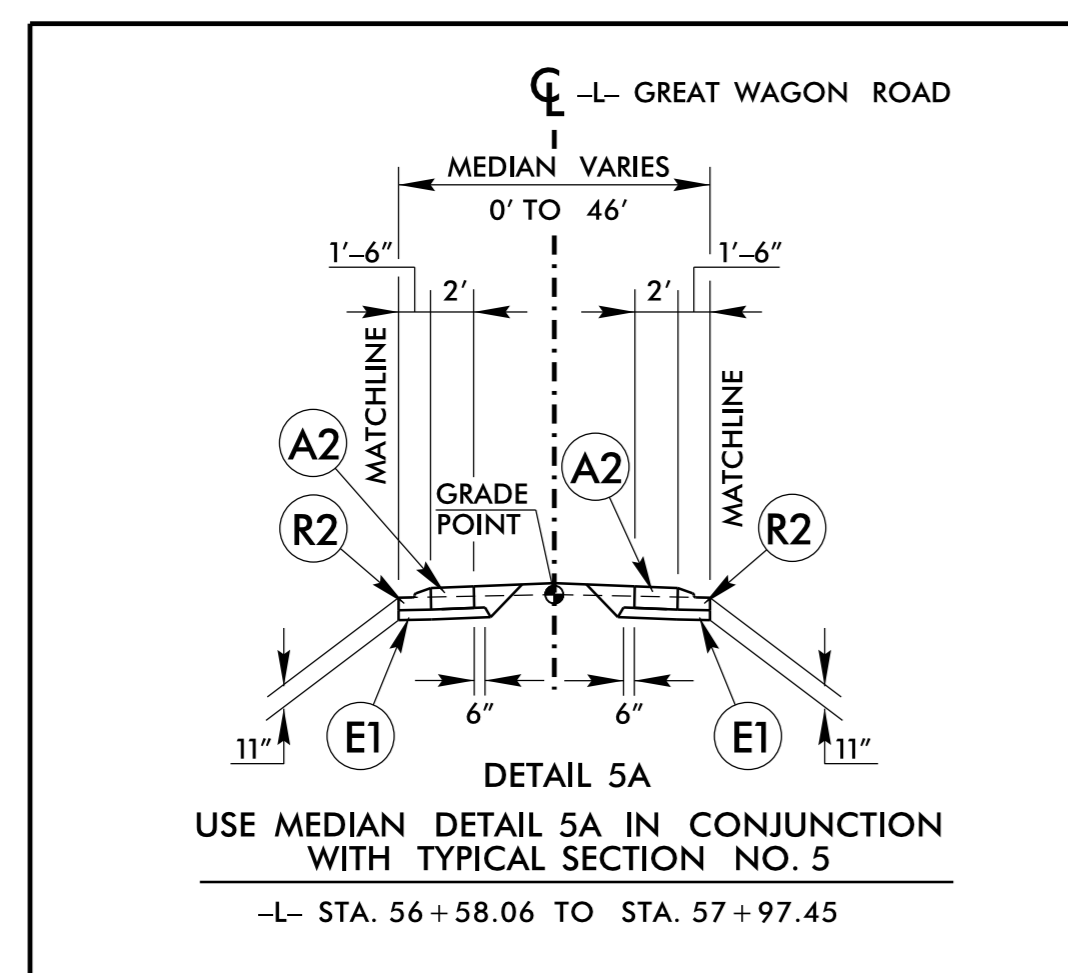 ℄ –L– GREAT WAGON ROAD
MEDIAN VARIES
0' TO 46'
1'–6"
1'–6"
2'
2'
MATCHLINE
MATCHLINE
A2
A2
GRADE
POINT
R2
R2
6"
6"
E1
E1
11"
11"
DETAIL 5A
USE MEDIAN DETAIL 5A IN CONJUNCTION
WITH TYPICAL SECTION NO. 5
–L– STA. 56+58.06 TO STA. 57+97.45